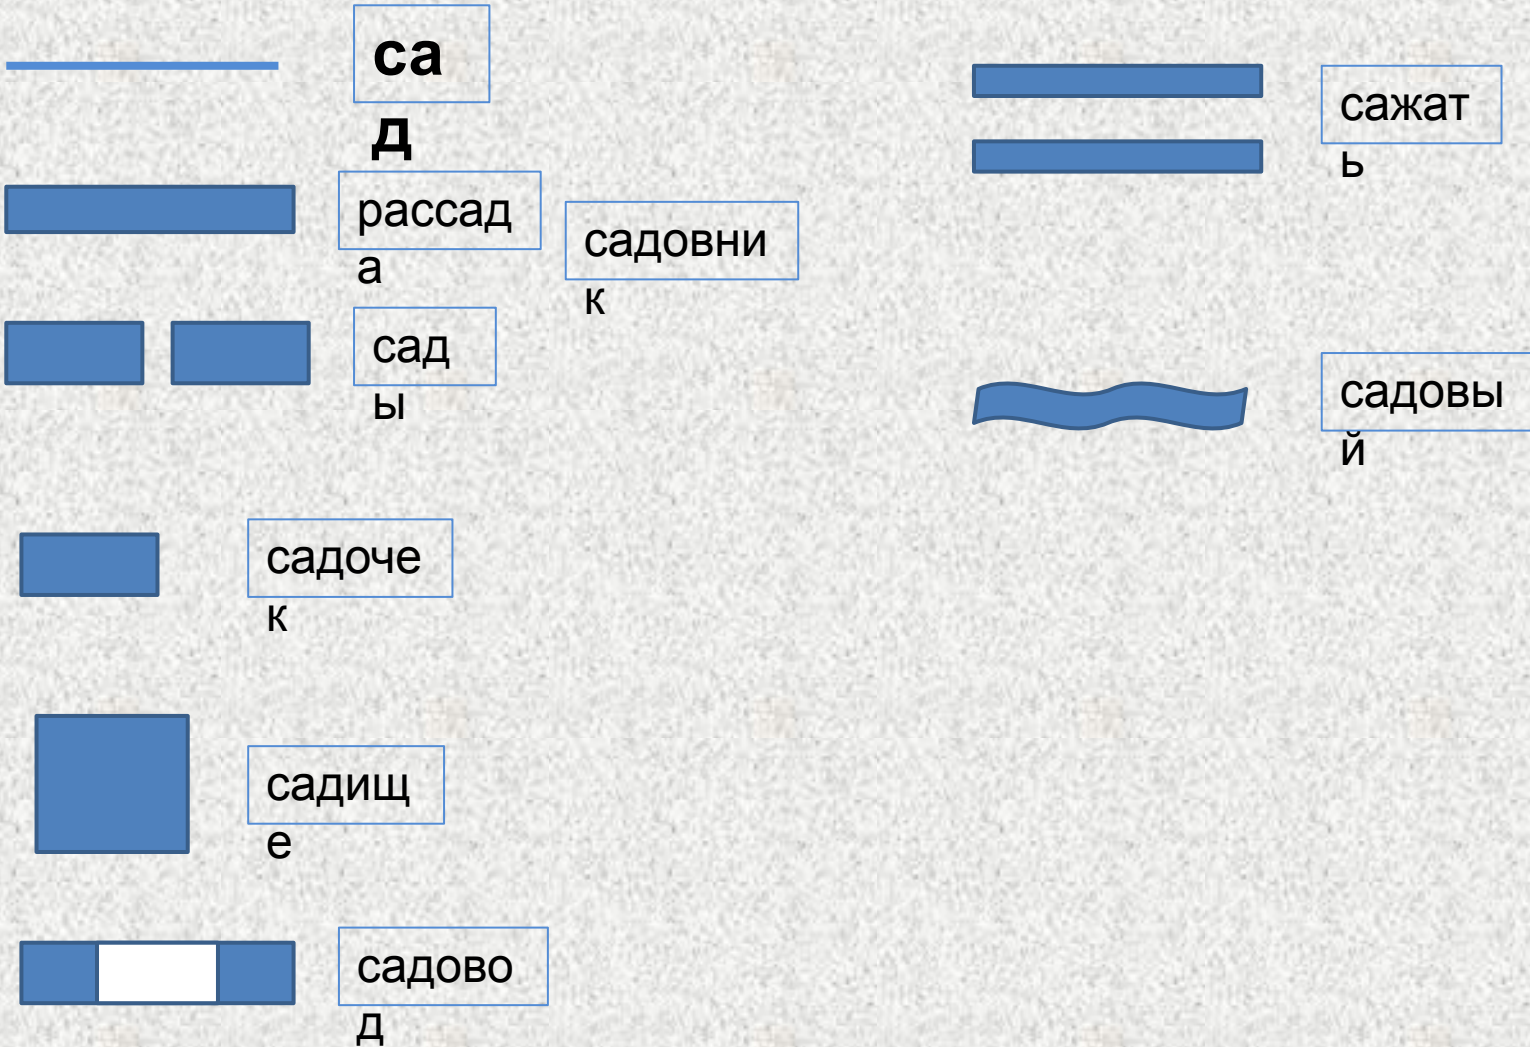 са
д
рассад
а
садовни
к
сад
ы
садоче
к
садищ
е
садово
д
сажат
ь
садовы
й